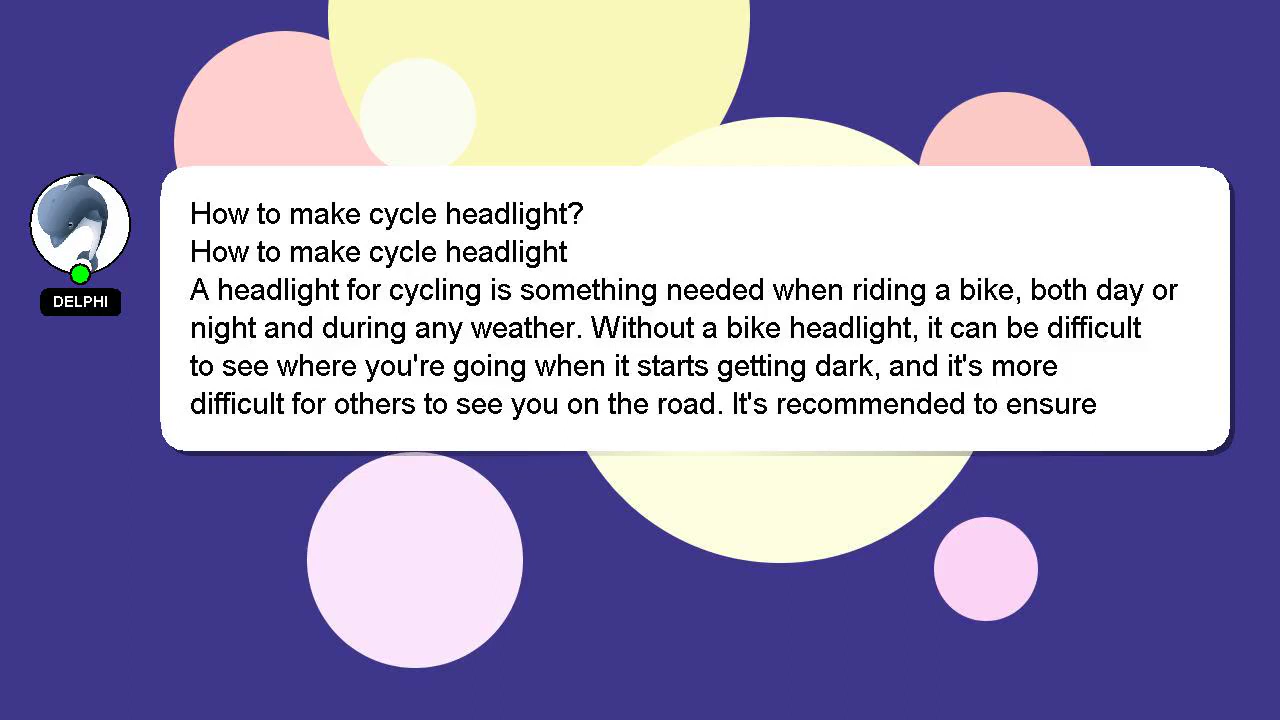 How to make cycle headlight?
How to make cycle headlight
A headlight for cycling is something needed when riding a bike, both day or
night and during any weather. Without a bike headlight, it can be difficult
to see where you're going when it starts getting dark, and it's more
difficult for others to see you on the road. It's recommended to ensure
DELPHI